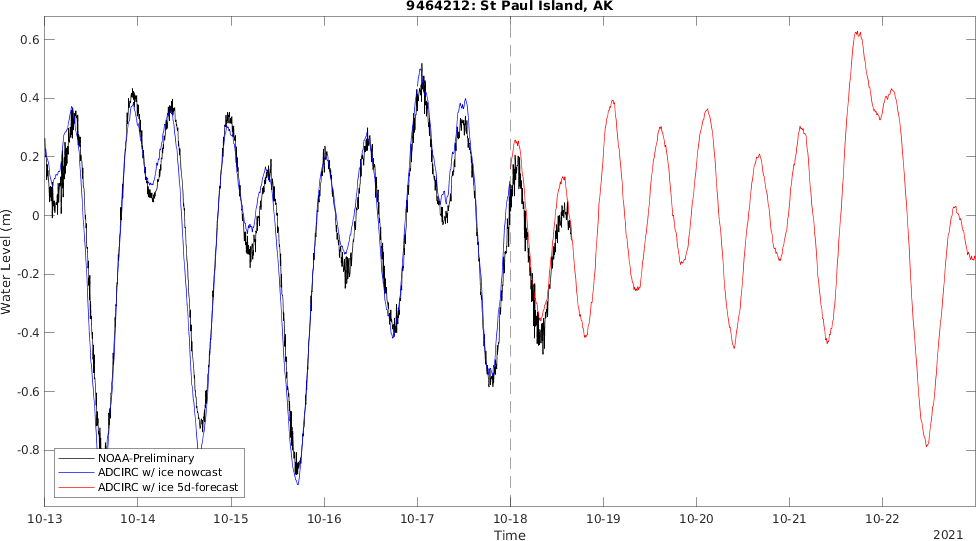 9464212: St Paul Island, AK
Water Level (m)
0.6
0.4
0.2
0
-0.2
-0.4
-0.6
-0.8
NOAA-Preliminary
ADCIRC w/ ice nowcast
ADCIRC w/ ice 5d-forecast
10-13 10-14 10-15 10-16 10-17 10-18 10-19 10-20 10-21 10-22
Time
2021